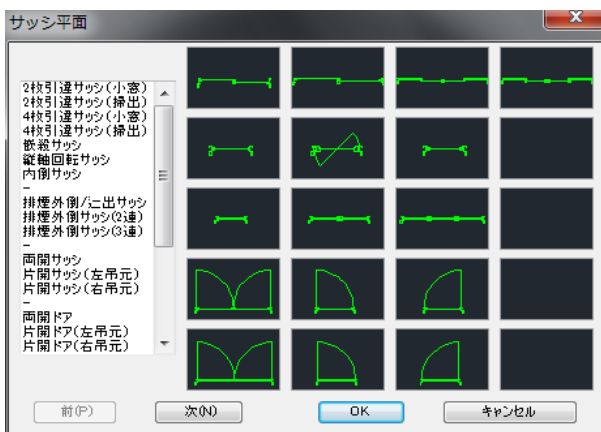 サッシ平面
2枚引違サッシ(小窓)
2枚引違サッシ(掃出)
4枚引違サッシ(小窓)
4枚引違サッシ(掃出)
嵌殺サッシ
縦軸回転サッシ
内倒サッシ
-
排煙外倒/辷出サッシ
排煙外倒サッシ(2連)
排煙外倒サッシ(3連)
-
両開サッシ
片開サッシ(左吊元)
片開サッシ(右吊元)
-
両開ドア
片開ドア(左吊元)
片開ドア(右吊元)
前(P)
次(N)
OK
キャンセル